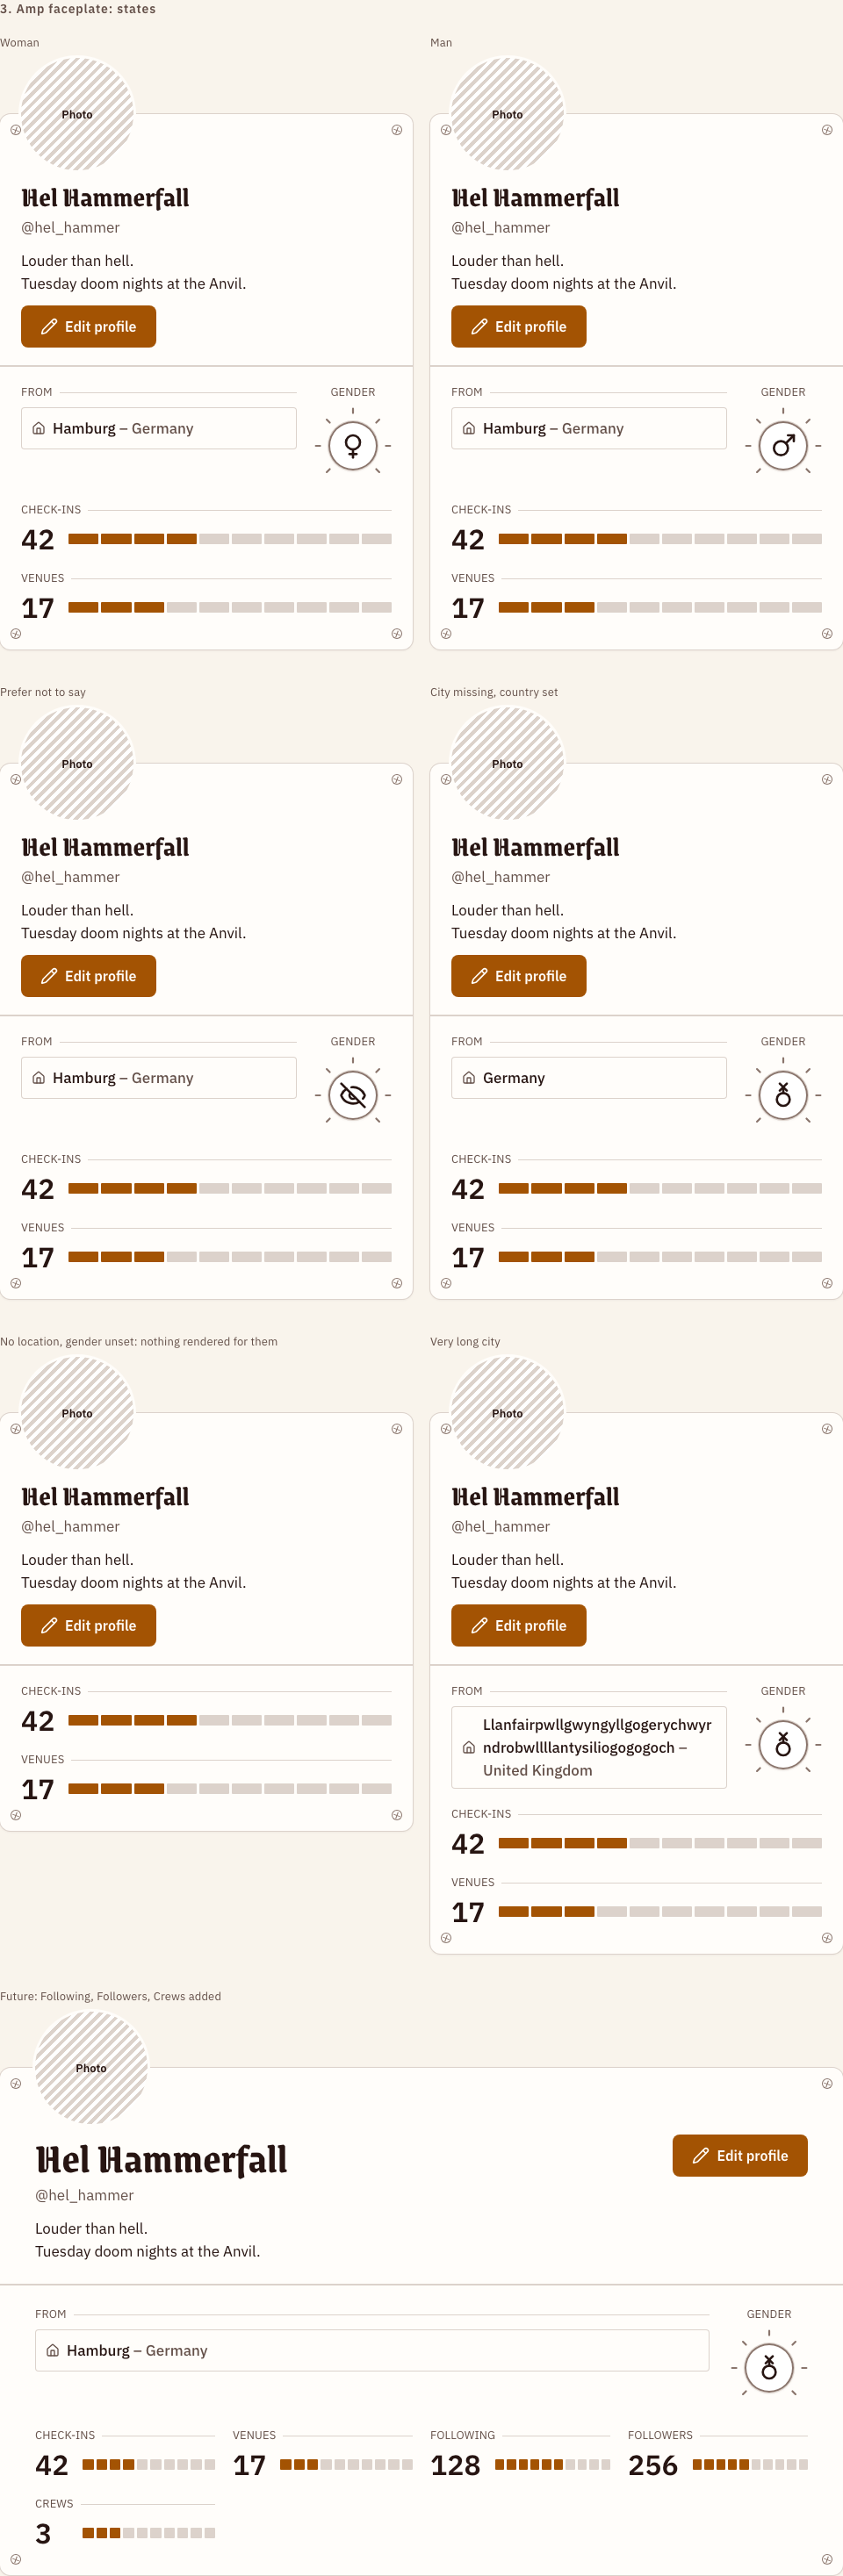 3. Amp faceplate: states
Woman
Photo
Hel Hammerfall
@hel_hammer
Louder than hell.
Tuesday doom nights at the Anvil.
Edit profile
FROM
GENDER
Hamburg – Germany
CHECK-INS
42
VENUES
17
Man
Photo
Hel Hammerfall
@hel_hammer
Louder than hell.
Tuesday doom nights at the Anvil.
Edit profile
FROM
GENDER
Hamburg – Germany
CHECK-INS
42
VENUES
17
Prefer not to say
Photo
Hel Hammerfall
@hel_hammer
Louder than hell.
Tuesday doom nights at the Anvil.
Edit profile
FROM
GENDER
Hamburg – Germany
CHECK-INS
42
VENUES
17
City missing, country set
Photo
Hel Hammerfall
@hel_hammer
Louder than hell.
Tuesday doom nights at the Anvil.
Edit profile
FROM
GENDER
Germany
CHECK-INS
42
VENUES
17
No location, gender unset: nothing rendered for them
Photo
Hel Hammerfall
@hel_hammer
Louder than hell.
Tuesday doom nights at the Anvil.
Edit profile
CHECK-INS
42
VENUES
17
Very long city
Photo
Hel Hammerfall
@hel_hammer
Louder than hell.
Tuesday doom nights at the Anvil.
Edit profile
FROM
GENDER
Llanfairpwllgwyngyllgogerychwyr
ndrobwllllantysiliogogogoch –
United Kingdom
CHECK-INS
42
VENUES
17
Future: Following, Followers, Crews added
Photo
Hel Hammerfall
Edit profile
@hel_hammer
Louder than hell.
Tuesday doom nights at the Anvil.
FROM
GENDER
Hamburg – Germany
CHECK-INS
42
VENUES
17
FOLLOWING
128
FOLLOWERS
256
CREWS
3